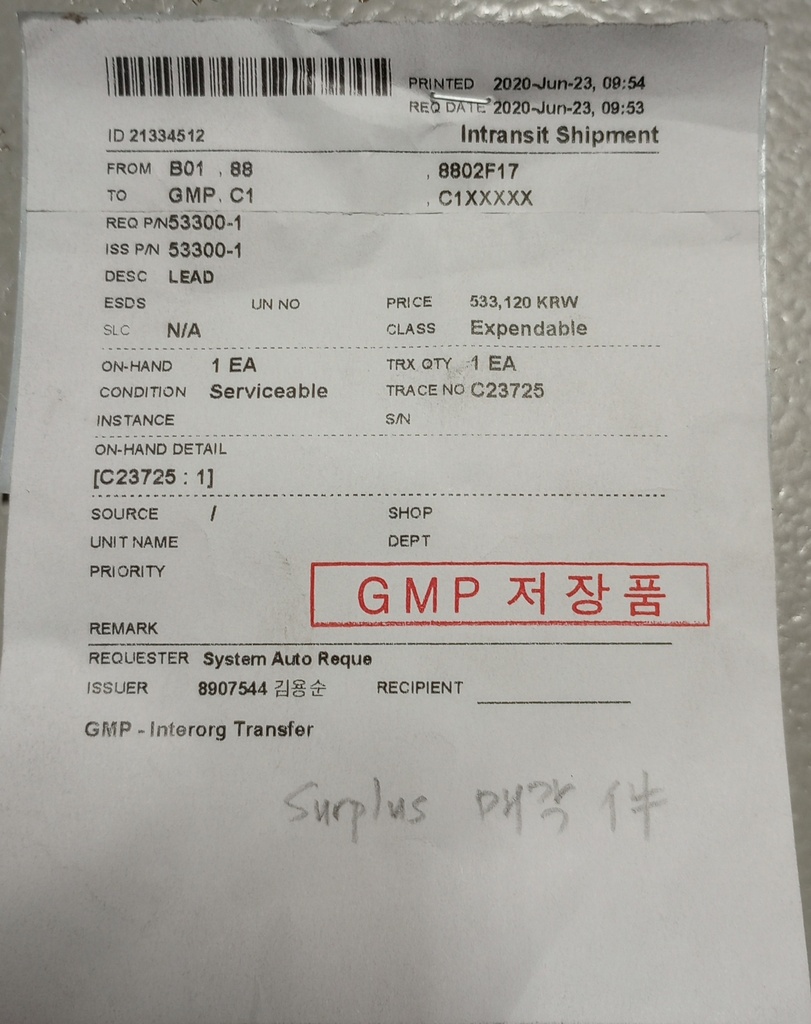 PRINTED 2020-Jun-23, 09:54
REQ DATE 2020-Jun-23, 09:53
ID 21334512 Intransit Shipment
FROM B01 , 88 , 8802F17
TO GMP, C1 , C1XXXXX
REQ P/N 53300-1
ISS P/N 53300-1
DESC LEAD
ESDS UN NO PRICE 533,120 KRW
SLC N/A CLASS Expendable
ON-HAND 1 EA TRX QTY 1 EA
CONDITION Serviceable TRACE NO C23725
INSTANCE S/N
ON-HAND DETAIL
[C23725 : 1]
SOURCE / SHOP
UNIT NAME DEPT
PRIORITY
GMP 저장품
REMARK
REQUESTER System Auto Reque
ISSUER 8907544 김용순 RECIPIENT
GMP - Interorg Transfer
Surplus 매각 件